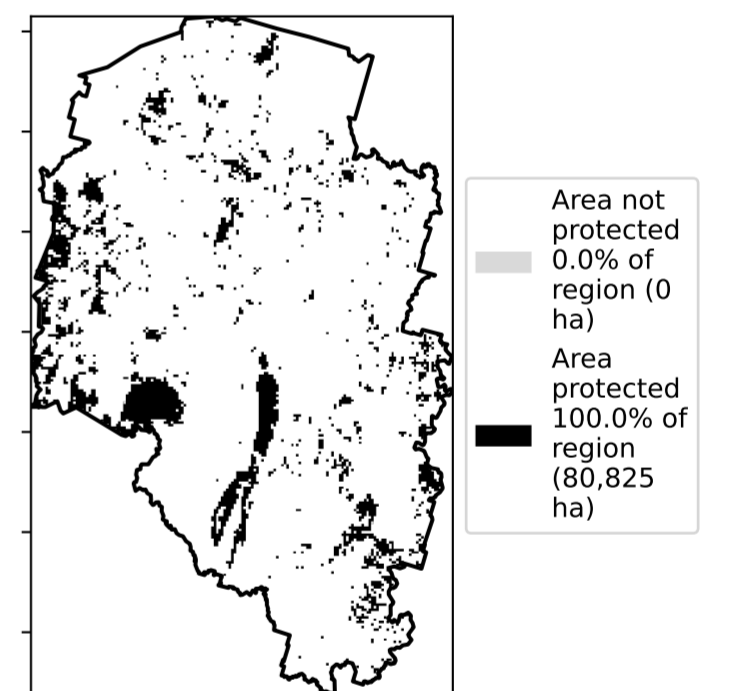 Area not
protected
0.0% of
region (0
ha)
Area
protected
100.0% of
region
(80,825
ha)